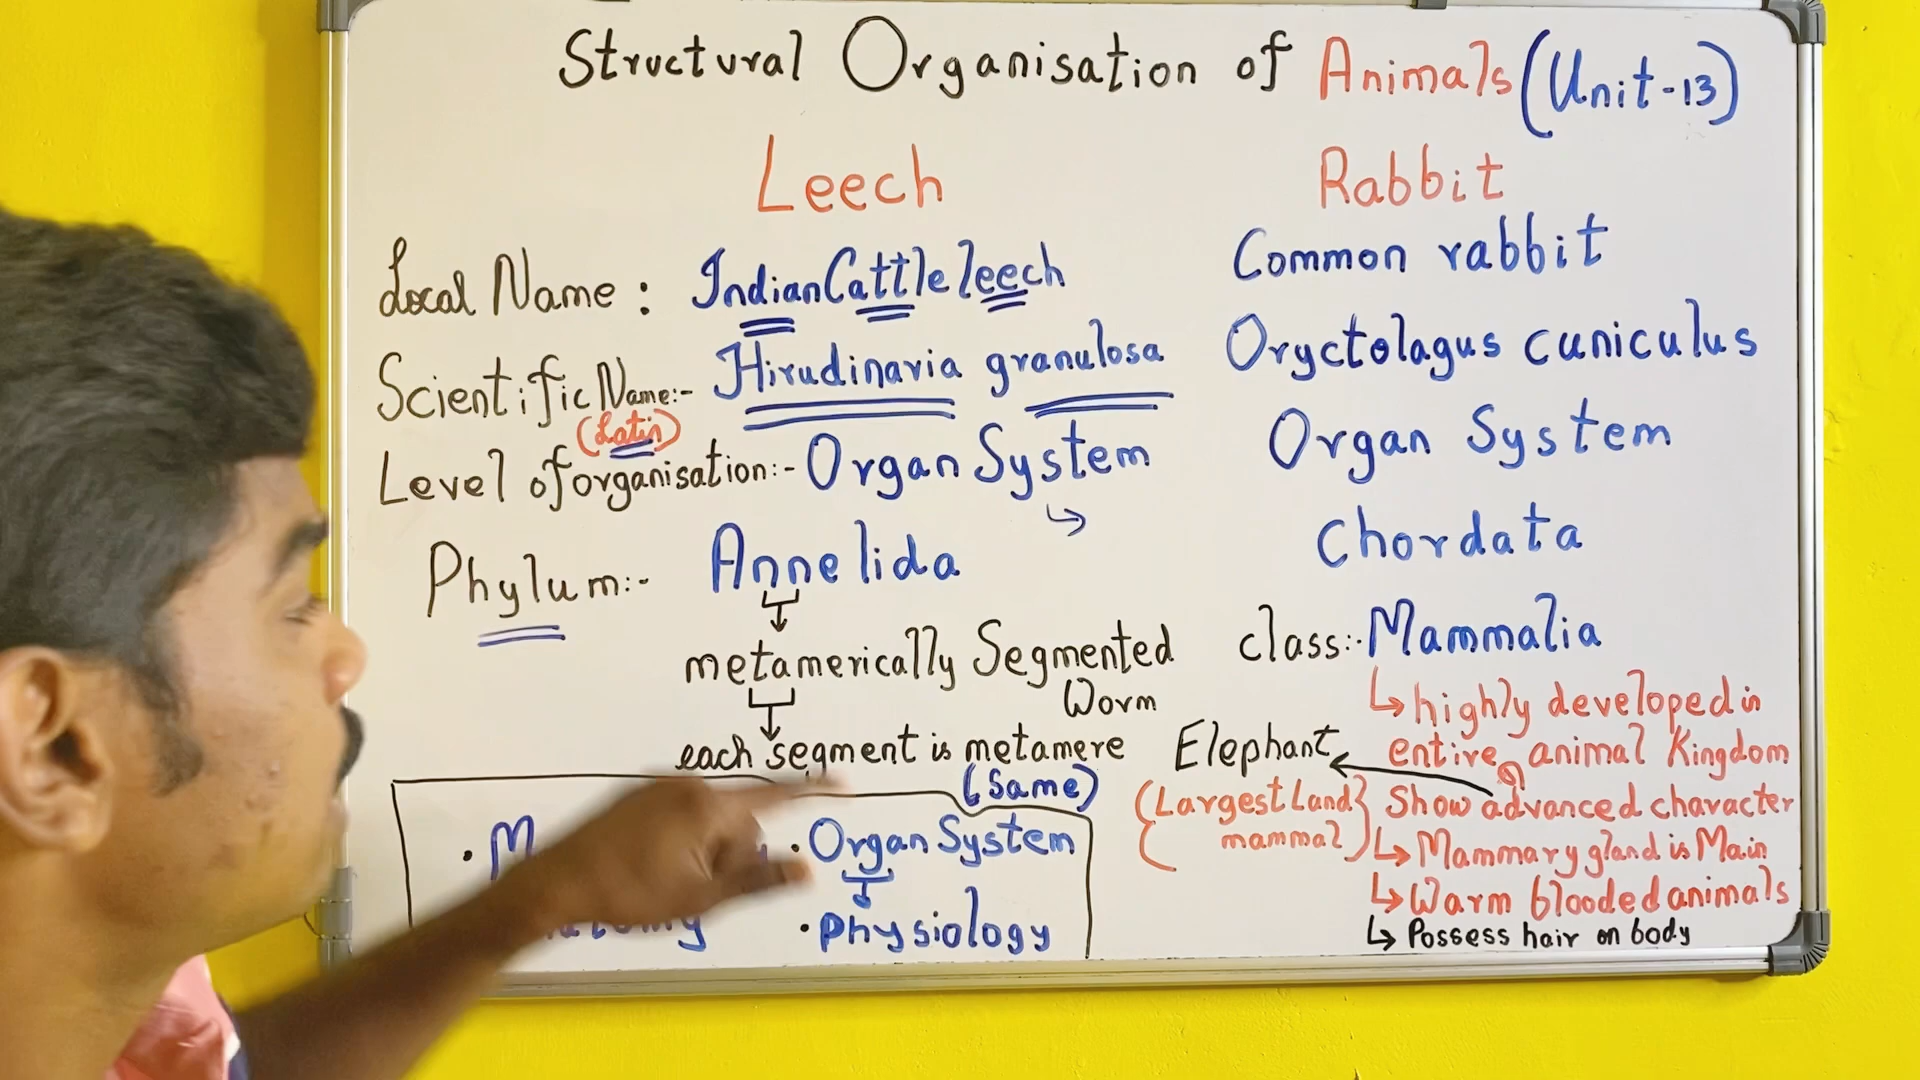 Structural Organisation of Animals (Unit-13)
Leech Rabbit
Local Name : Indian Cattle leech Common rabbit
Scientific Name:- Hirudinaria granulosa Oryctolagus cuniculus
(Latin)
Level of organisation:- Organ System Organ System
Phylum:- Annelida Chordata
metamerically Segmented Worm
each segment is metamere
(Same)
class:- Mammalia
↳ highly developed in
entire animal Kingdom
Elephant
(Largest Land mammal)
Show advanced character
↳ Mammary gland is Main
↳ Warm blooded animals
↳ Possess hair on body
· Organ System
· Physiology